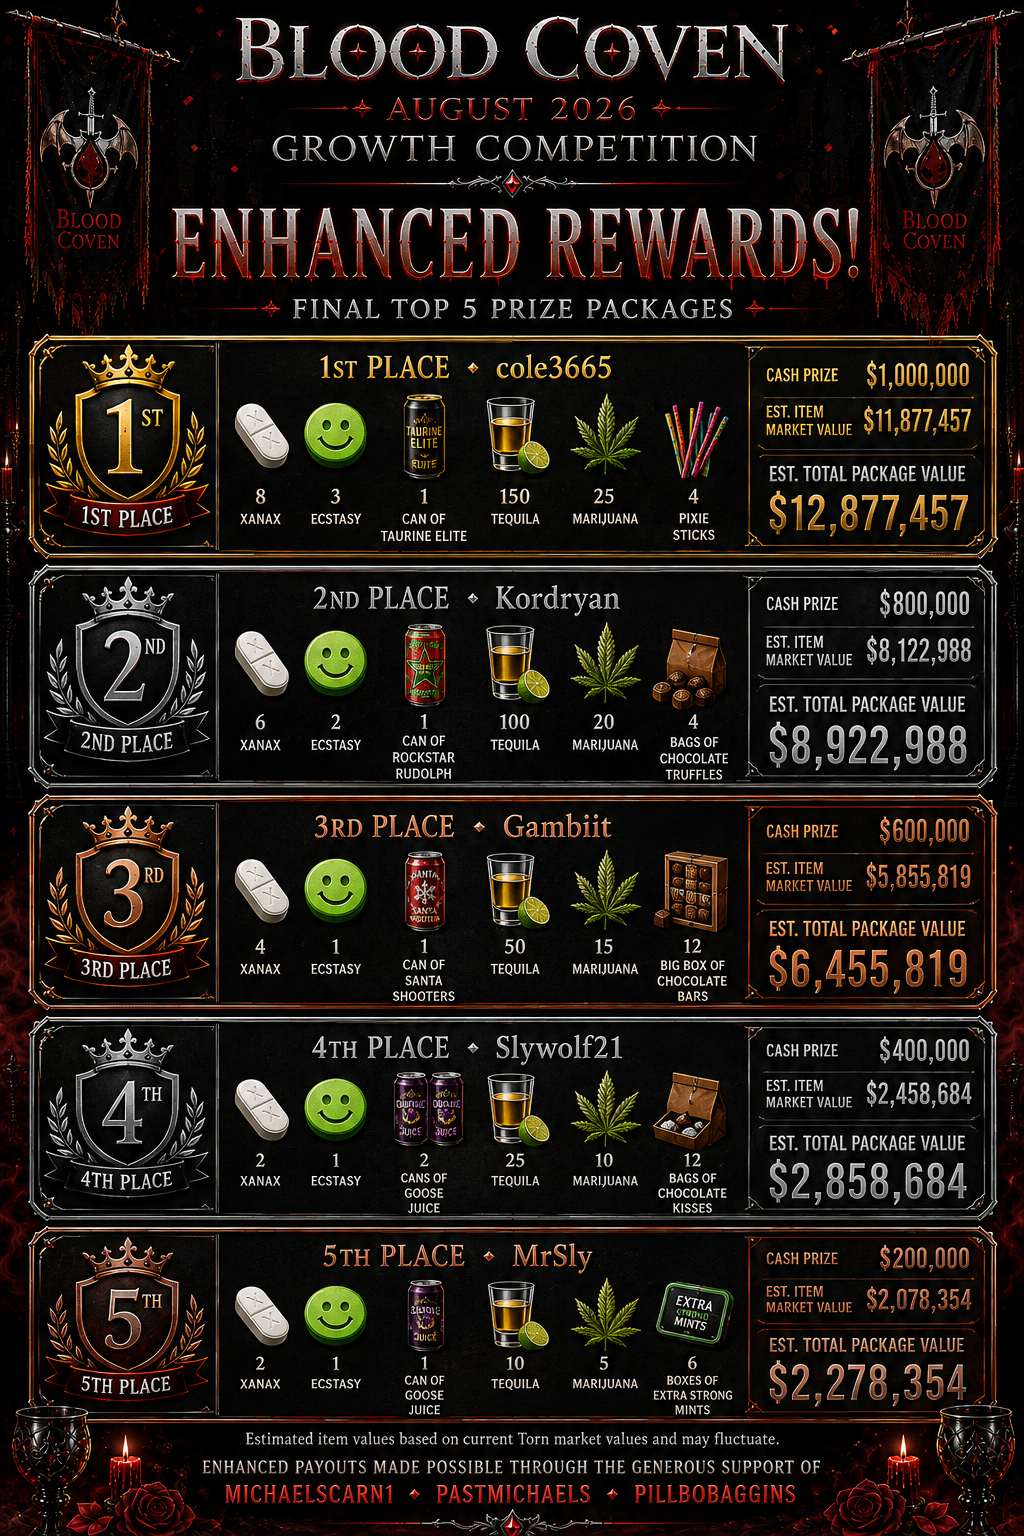 BLOOD COVEN
AUGUST 2026
GROWTH COMPETITION
BLOOD
COVEN
BLOOD
COVEN
ENHANCED REWARDS!
FINAL TOP 5 PRIZE PACKAGES
1ST
1ST PLACE
1ST PLACE • cole3665
TAURINE
ELITE
8
XANAX
3
ECSTASY
1
CAN OF
TAURINE ELITE
150
TEQUILA
25
MARIJUANA
4
PIXIE
STICKS
CASH PRIZE $1,000,000
EST. ITEM
MARKET VALUE $11,877,457
EST. TOTAL PACKAGE VALUE
$12,877,457
2ND
2ND PLACE
2ND PLACE • Kordryan
6
XANAX
2
ECSTASY
1
CAN OF
ROCKSTAR
RUDOLPH
100
TEQUILA
20
MARIJUANA
4
BAGS OF
CHOCOLATE
TRUFFLES
CASH PRIZE $800,000
EST. ITEM
MARKET VALUE $8,122,988
EST. TOTAL PACKAGE VALUE
$8,922,988
3RD
3RD PLACE
3RD PLACE • Gambiit
SANTA
4
XANAX
1
ECSTASY
1
CAN OF
SANTA
SHOOTERS
50
TEQUILA
15
MARIJUANA
12
BIG BOX OF
CHOCOLATE
BARS
CASH PRIZE $600,000
EST. ITEM
MARKET VALUE $5,855,819
EST. TOTAL PACKAGE VALUE
$6,455,819
4TH
4TH PLACE
4TH PLACE • Slywolf21
JUICE
JUICE
2
XANAX
1
ECSTASY
2
CANS OF
GOOSE
JUICE
25
TEQUILA
10
MARIJUANA
12
BAGS OF
CHOCOLATE
KISSES
CASH PRIZE $400,000
EST. ITEM
MARKET VALUE $2,458,684
EST. TOTAL PACKAGE VALUE
$2,858,684
5TH
5TH PLACE
5TH PLACE • MrSly
JUICE
EXTRA
STRONG
MINTS
2
XANAX
1
ECSTASY
1
CAN OF
GOOSE
JUICE
10
TEQUILA
5
MARIJUANA
6
BOXES OF
EXTRA STRONG
MINTS
CASH PRIZE $200,000
EST. ITEM
MARKET VALUE $2,078,354
EST. TOTAL PACKAGE VALUE
$2,278,354
Estimated item values based on current Torn market values and may fluctuate.
ENHANCED PAYOUTS MADE POSSIBLE THROUGH THE GENEROUS SUPPORT OF
MICHAELSCARN1 • PASTMICHAELS • PILLBOBAGGINS